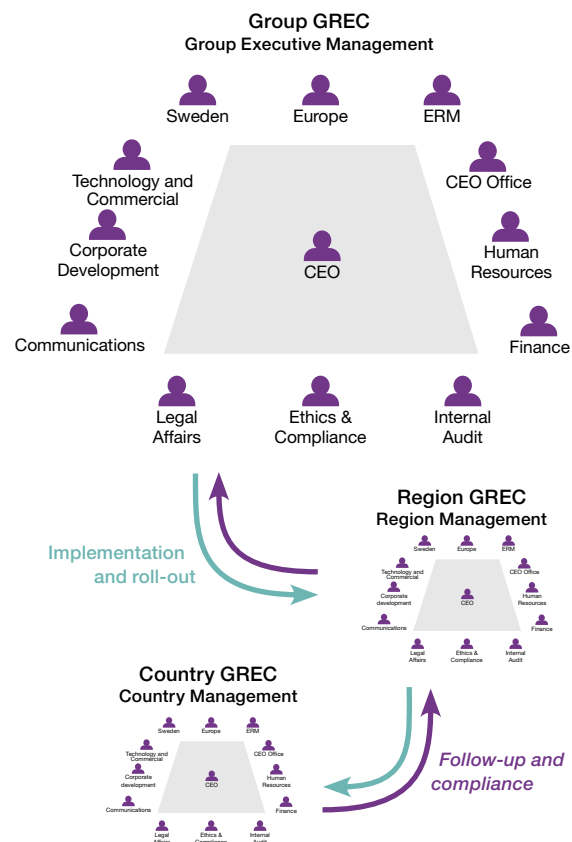 Group GREC
Group Executive Management
Sweden
Europe
ERM
Technology and
Commercial
CEO Office
Corporate
Development
CEO
Human
Resources
Communications
Finance
Legal
Affairs
Ethics &
Compliance
Internal
Audit
Implementation
and roll-out
Region GREC
Region Management
Sweden
Europe
ERM
Technology and
Commercial
CEO Office
Corporate
development
CEO
Human
Resources
Communications
Finance
Legal
Affairs
Ethics &
Compliance
Internal
Audit
Country GREC
Country Management
Sweden
Europe
ERM
Technology and
Commercial
CEO Office
Corporate
development
CEO
Human
Resources
Communications
Finance
Legal
Affairs
Ethics &
Compliance
Internal
Audit
Follow-up and
compliance